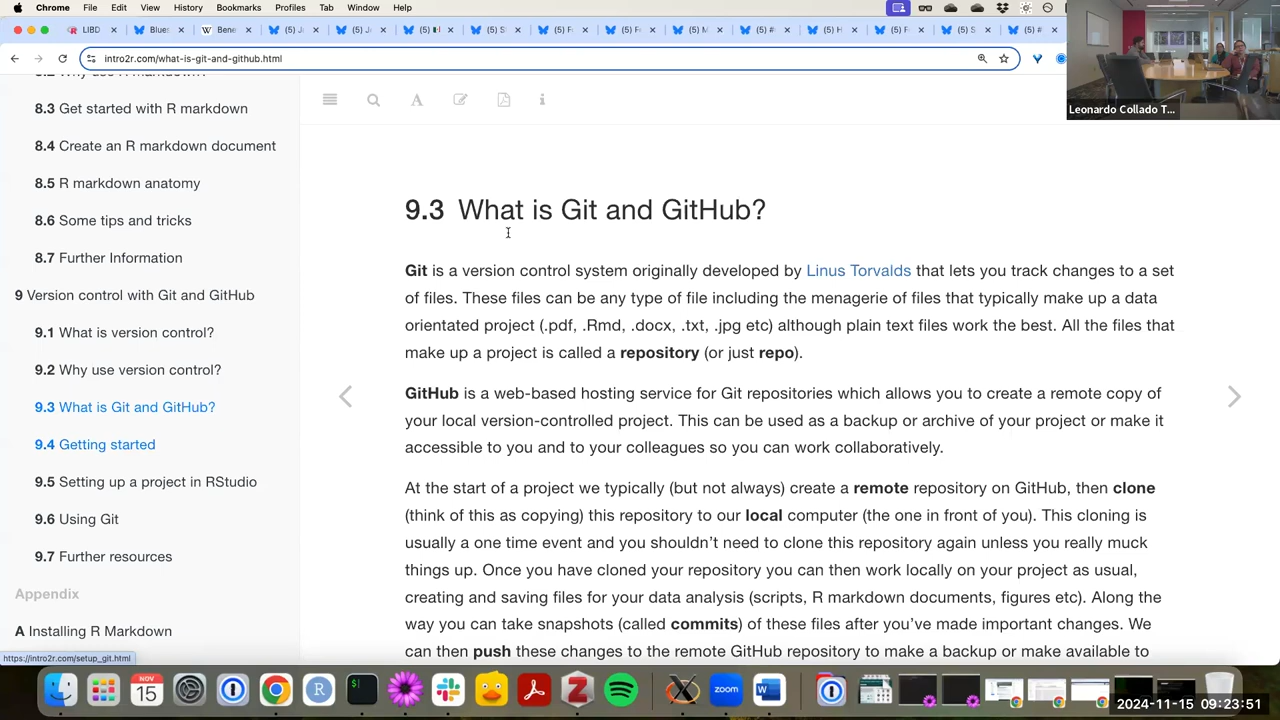 Chrome File Edit View History Bookmarks Profiles Tab Window Help
LIBD Blues Bene (5) J (5) J (5) (5) S (5) F (5) F (5) M (5) # (5) H (5) F (5) S (5) #
intro2r.com/what-is-git-and-github.html
Leonardo Collado T...
8.3 Get started with R markdown
8.4 Create an R markdown document
8.5 R markdown anatomy
8.6 Some tips and tricks
8.7 Further Information
9 Version control with Git and GitHub
9.1 What is version control?
9.2 Why use version control?
9.3 What is Git and GitHub?
9.4 Getting started
9.5 Setting up a project in RStudio
9.6 Using Git
9.7 Further resources
Appendix
A Installing R Markdown
https://intro2r.com/setup_git.html
9.3 What is Git and GitHub?
Git is a version control system originally developed by Linus Torvalds that lets you track changes to a set
of files. These files can be any type of file including the menagerie of files that typically make up a data
orientated project (.pdf, .Rmd, .docx, .txt, .jpg etc) although plain text files work the best. All the files that
make up a project is called a repository (or just repo).
GitHub is a web-based hosting service for Git repositories which allows you to create a remote copy of
your local version-controlled project. This can be used as a backup or archive of your project or make it
accessible to you and to your colleagues so you can work collaboratively.
At the start of a project we typically (but not always) create a remote repository on GitHub, then clone
(think of this as copying) this repository to our local computer (the one in front of you). This cloning is
usually a one time event and you shouldn't need to clone this repository again unless you really muck
things up. Once you have cloned your repository you can then work locally on your project as usual,
creating and saving files for your data analysis (scripts, R markdown documents, figures etc). Along the
way you can take snapshots (called commits) of these files after you've made important changes. We
can then push these changes to the remote GitHub repository to make a backup or make available to
NOV
15
zoom
2024-11-15 09:23:51